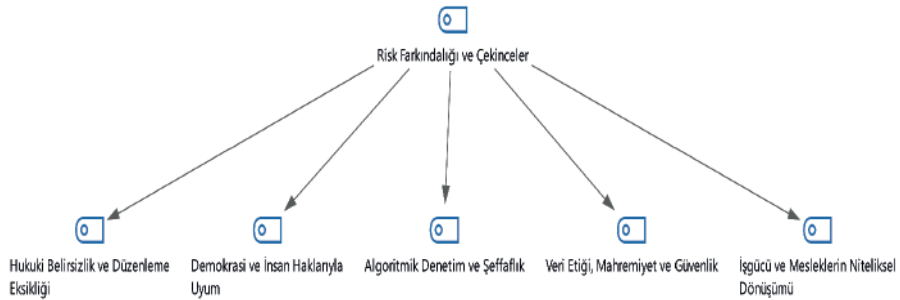 Risk Farkındalığı ve Çekinceler
Hukuki Belirsizlik ve Düzenleme
Eksikliği
Demokrasi ve İnsan Haklarıyla
Uyum
Algoritmik Denetim ve Şeffaflık
Veri Etiği, Mahremiyet ve Güvenlik
İşgücü ve Mesleklerin Niteliksel
Dönüşümü